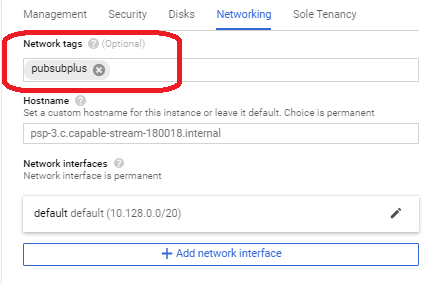 Management Security Disks Networking Sole Tenancy
Network tags (Optional)
pubsubplus
Hostname
Set a custom hostname for this instance or leave it default. Choice is permanent
psp-3.c.capable-stream-180018.internal
Network interfaces
Network interface is permanent
default default (10.128.0.0/20)
+ Add network interface